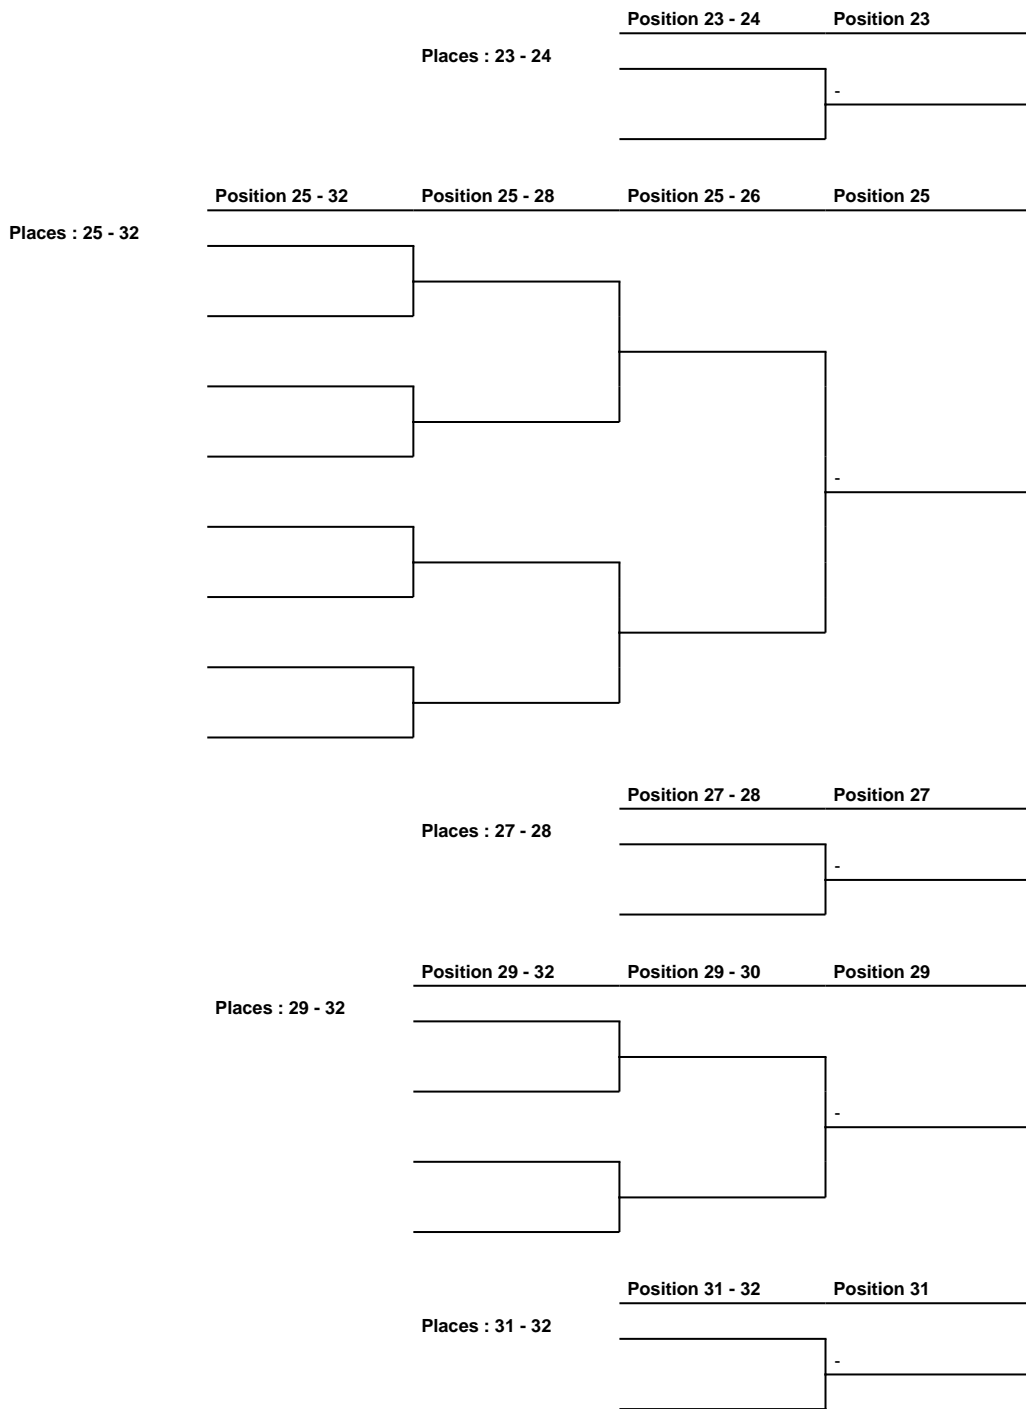 Position 23 - 24 Position 23
Places : 23 - 24
-
Position 25 - 32 Position 25 - 28 Position 25 - 26 Position 25
Places : 25 - 32
-
Position 27 - 28 Position 27
Places : 27 - 28
-
Position 29 - 32 Position 29 - 30 Position 29
Places : 29 - 32
-
Position 31 - 32 Position 31
Places : 31 - 32
-